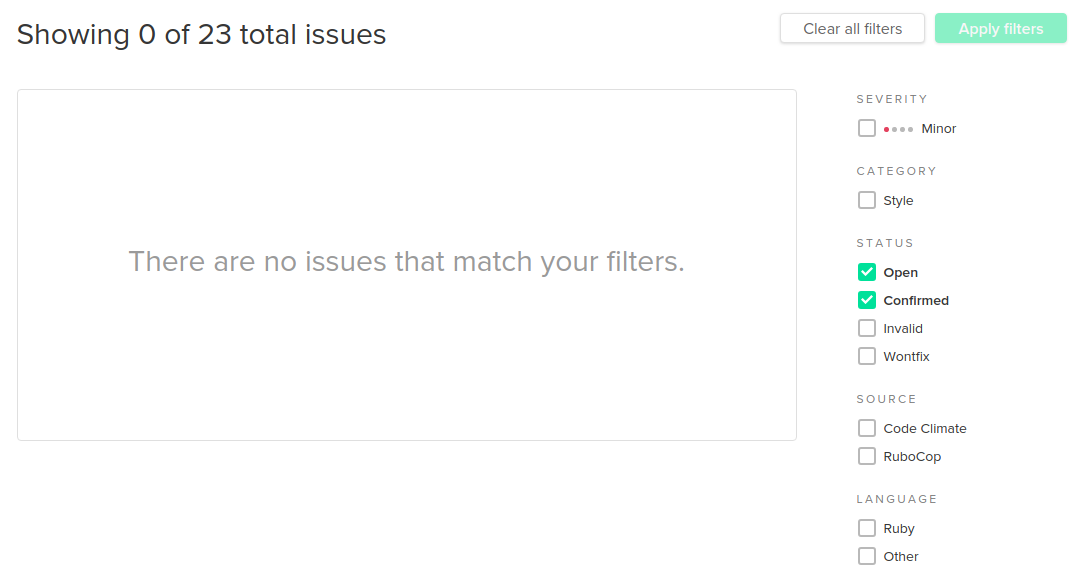 Showing 0 of 23 total issues
Clear all filters
Apply filters
There are no issues that match your filters.
SEVERITY
Minor
CATEGORY
Style
STATUS
Open
Confirmed
Invalid
Wontfix
SOURCE
Code Climate
RuboCop
LANGUAGE
Ruby
Other